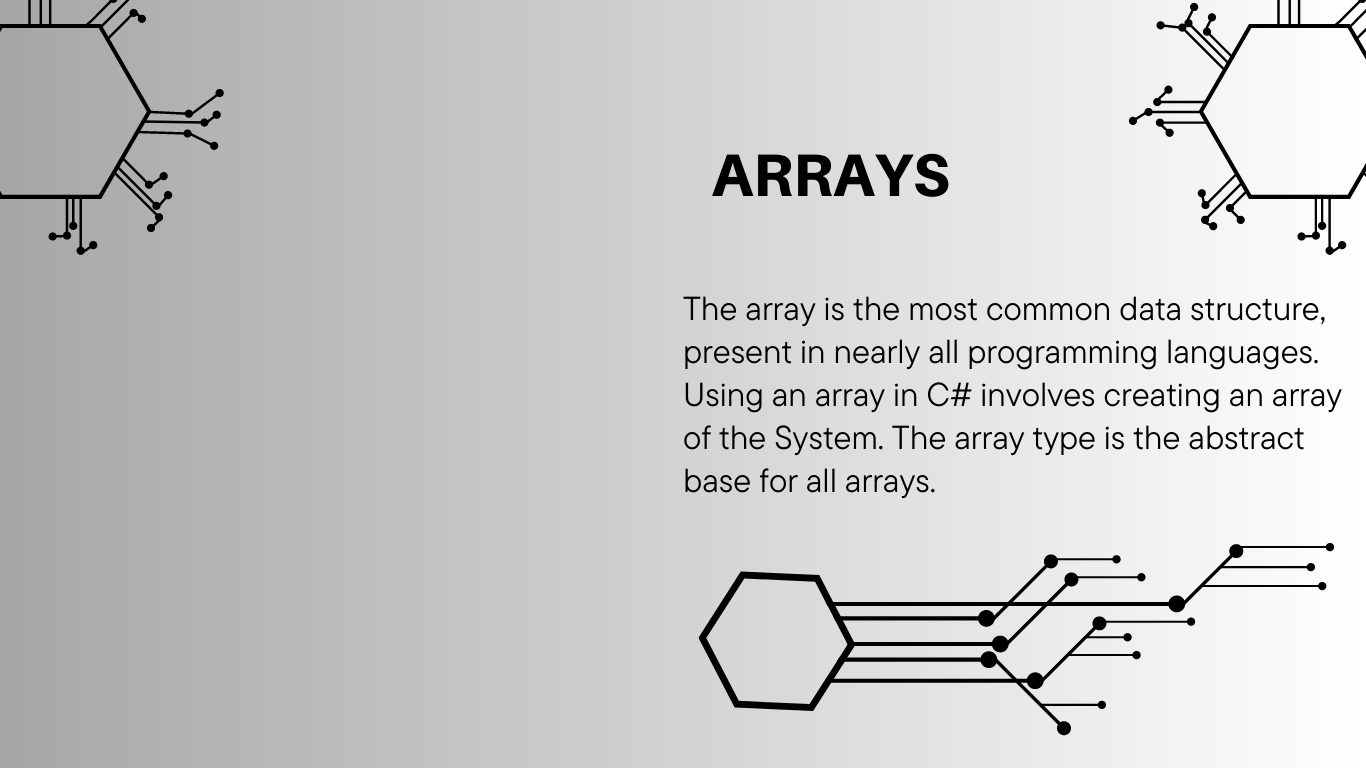 ARRAYS
The array is the most common data structure,
present in nearly all programming languages.
Using an array in C# involves creating an array
of the System. The array type is the abstract
base for all arrays.